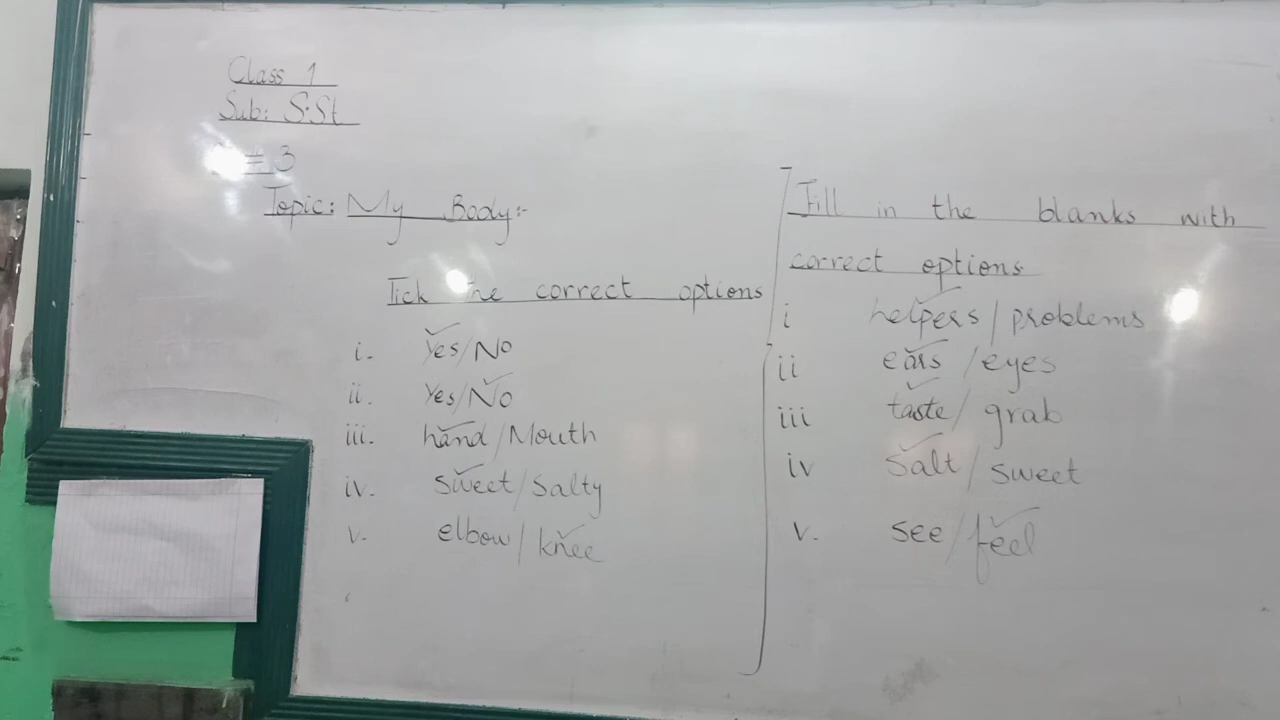 Class 1
Sub: S.St
# 3
Topic: My Body:-
Tick the correct options
i. Yes/No
ii. Yes/No
iii. hand/Mouth
iv. sweet/salty
v. elbow/knee
Fill in the blanks with
correct options
i helpers/problems
ii ears/eyes
iii taste/grab
iv salt/sweet
v. see/feel